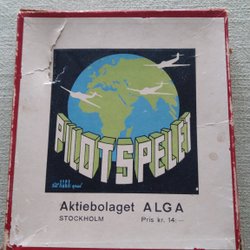 PILOTSPELET
Aktiebolaget ALGA
STOCKHOLM Pris kr. 14:—